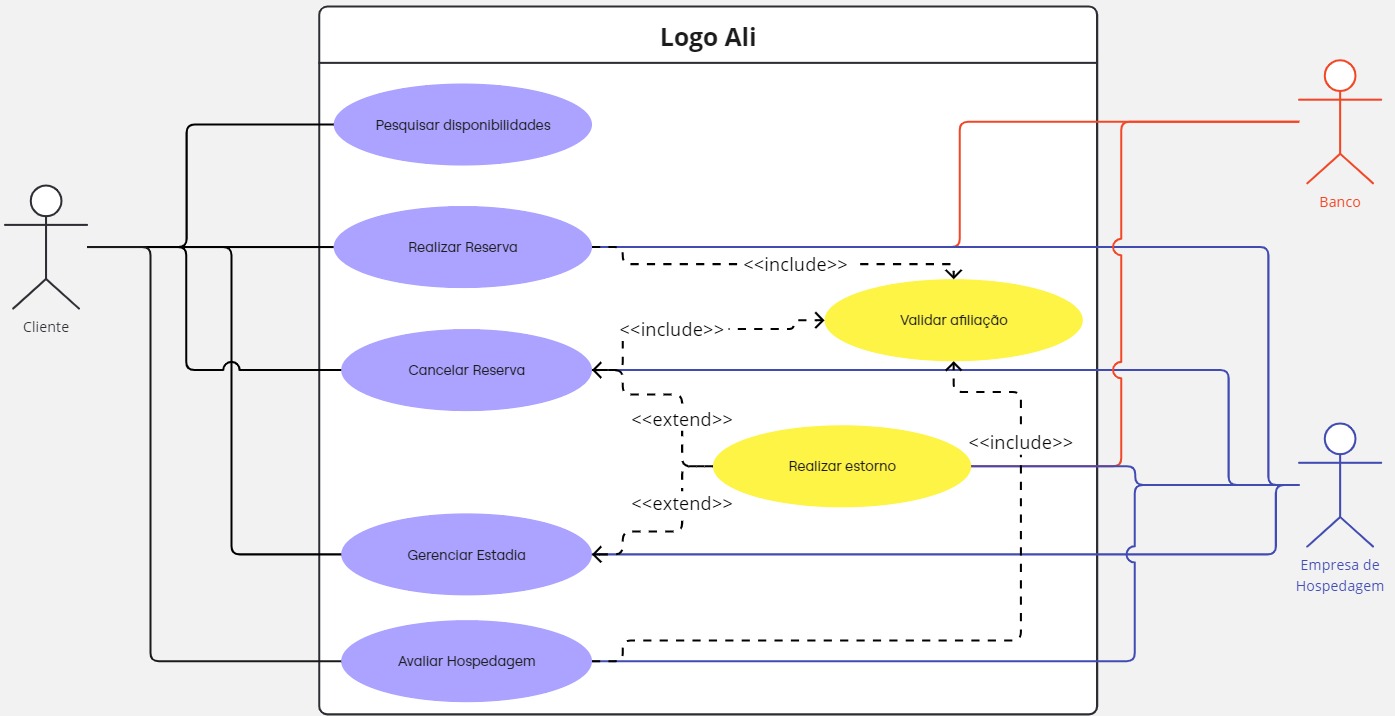 Logo Ali
Pesquisar disponibilidades
Banco
Realizar Reserva
<<include>>
Cliente
<<include>>
Validar afiliação
Cancelar Reserva
<<extend>>
<<include>>
Realizar estorno
<<extend>>
Gerenciar Estadia
Empresa de
Hospedagem
Avaliar Hospedagem